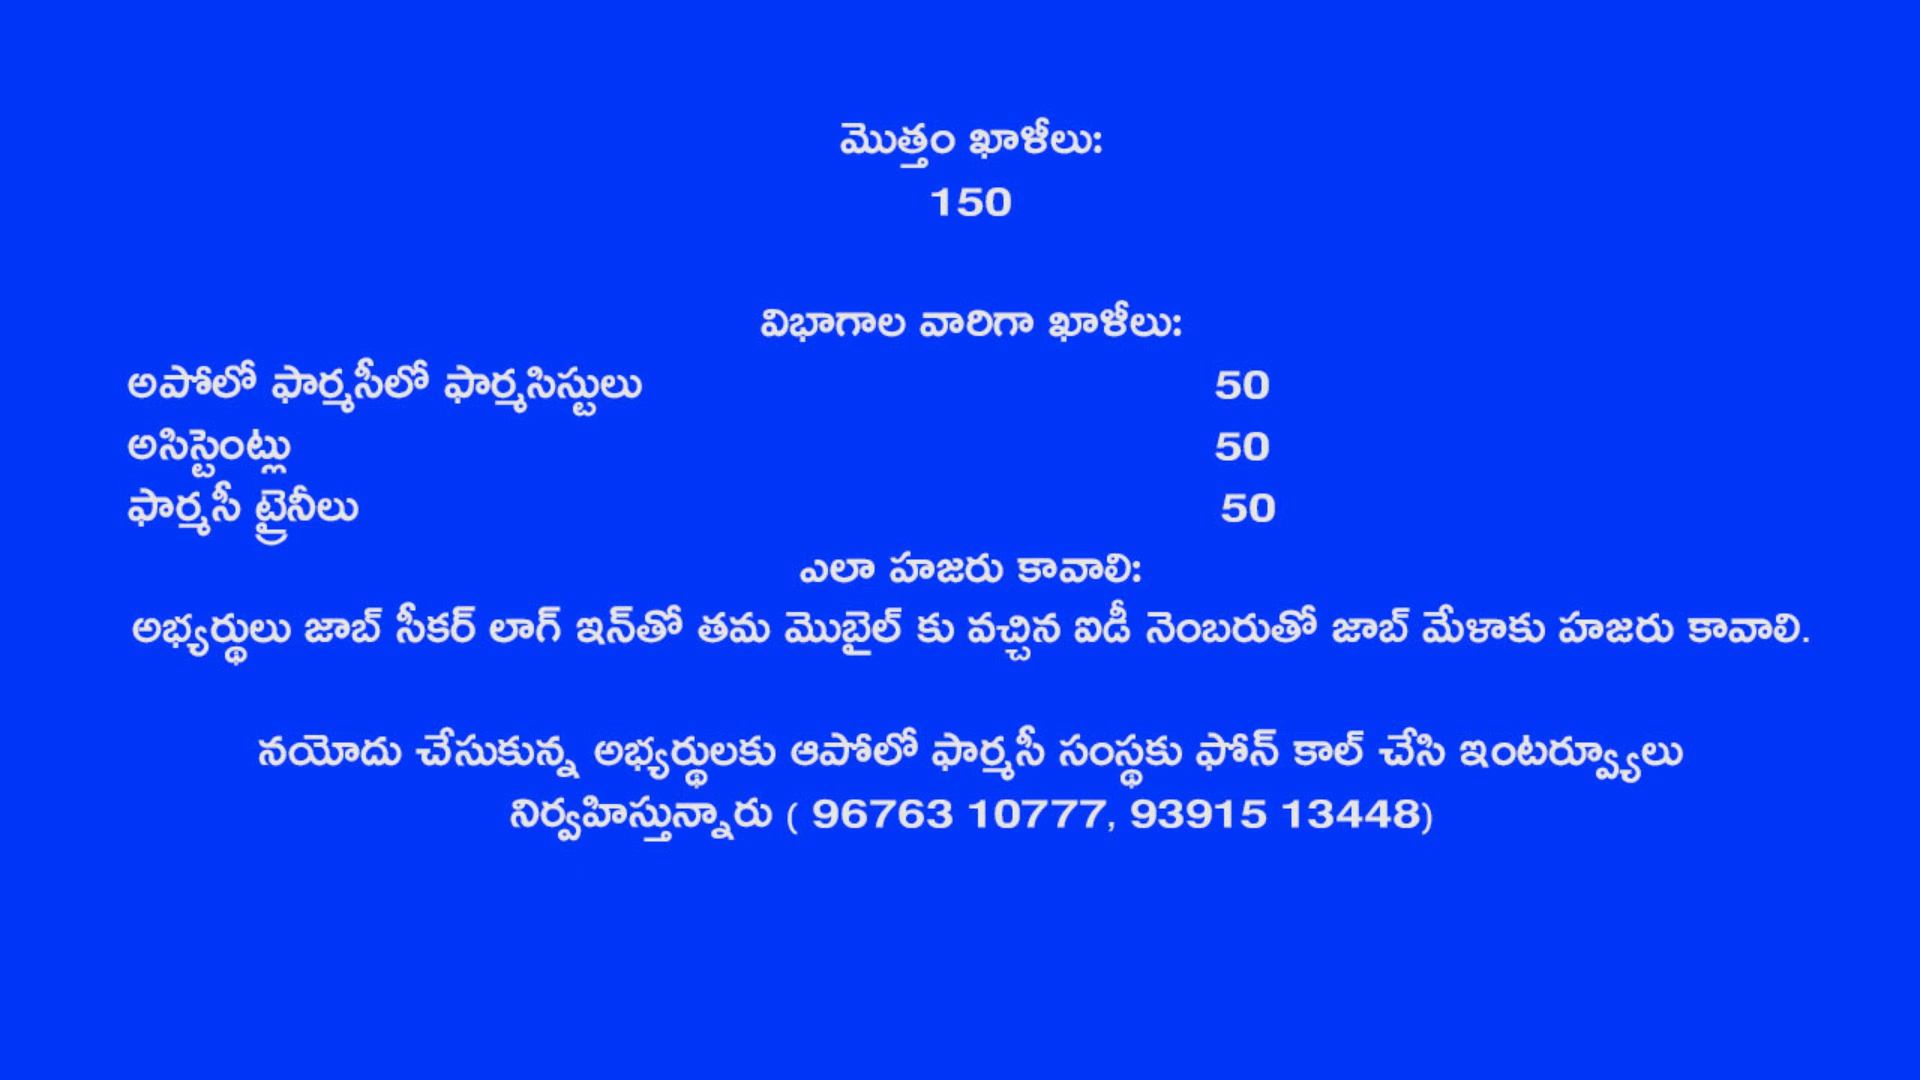 మొత్తం ఖాళీలు:
150
విభాగాల వారిగా ఖాళీలు:
అపోలో ఫార్మసీలో ఫార్మసిస్టులు 50
అసిస్టెంట్లు 50
ఫార్మసీ ట్రైనీలు 50
ఎలా హజరు కావాలి:
అభ్యర్థులు జాబ్ సీకర్ లాగ్ ఇన్‌తో తమ మొబైల్ కు వచ్చిన ఐడీ నెంబరుతో జాబ్ మేళాకు హజరు కావాలి.
నయోదు చేసుకున్న అభ్యర్థులకు ఆపోలో ఫార్మసీ సంస్థకు ఫోన్ కాల్ చేసి ఇంటర్వ్యూలు
నిర్వహిస్తున్నారు ( 96763 10777, 93915 13448)